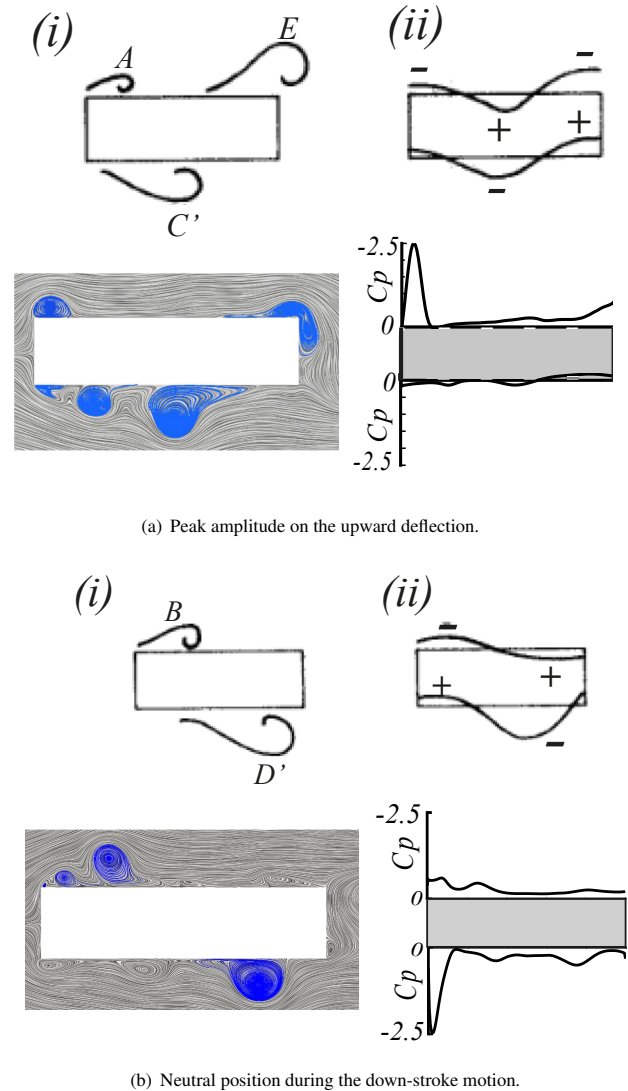 (i)
(ii)
A
E
C'
-
-
+
+
-
-2.5
Cp
0
0
Cp
-2.5
(a) Peak amplitude on the upward deflection.
(i)
(ii)
B
D'
-
+
+
-
-2.5
Cp
0
0
Cp
-2.5
(b) Neutral position during the down-stroke motion.